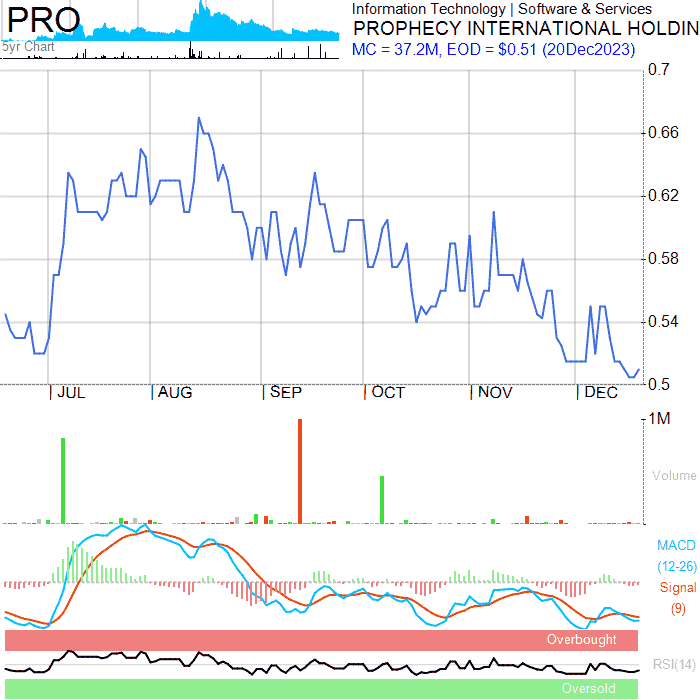 PRO
5yr Chart
Information Technology | Software & Services
PROPHECY INTERNATIONAL HOLDIN
MC = 37.2M, EOD = $0.51 (20Dec2023)
0.7
0.66
0.62
0.58
0.54
0.5
JUL AUG SEP OCT NOV DEC
1M
Volume
MACD
(12-26)
Signal
(9)
Overbought
RSI(14)
Oversold